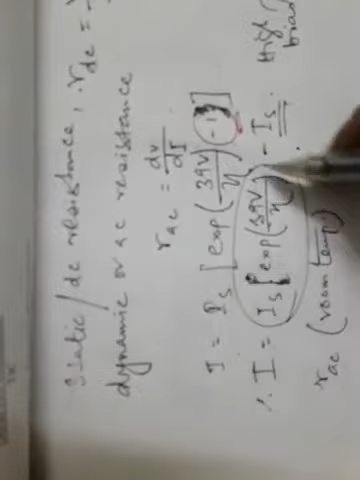 Static/dc resistance, r_dc =
dynamic or ac resistance
r_ac = dv/dI
I = I_s [exp(39V/η) - 1]
∴ I = I_s [exp(39V/η)] - I_s.
High
r_ac (room temp)